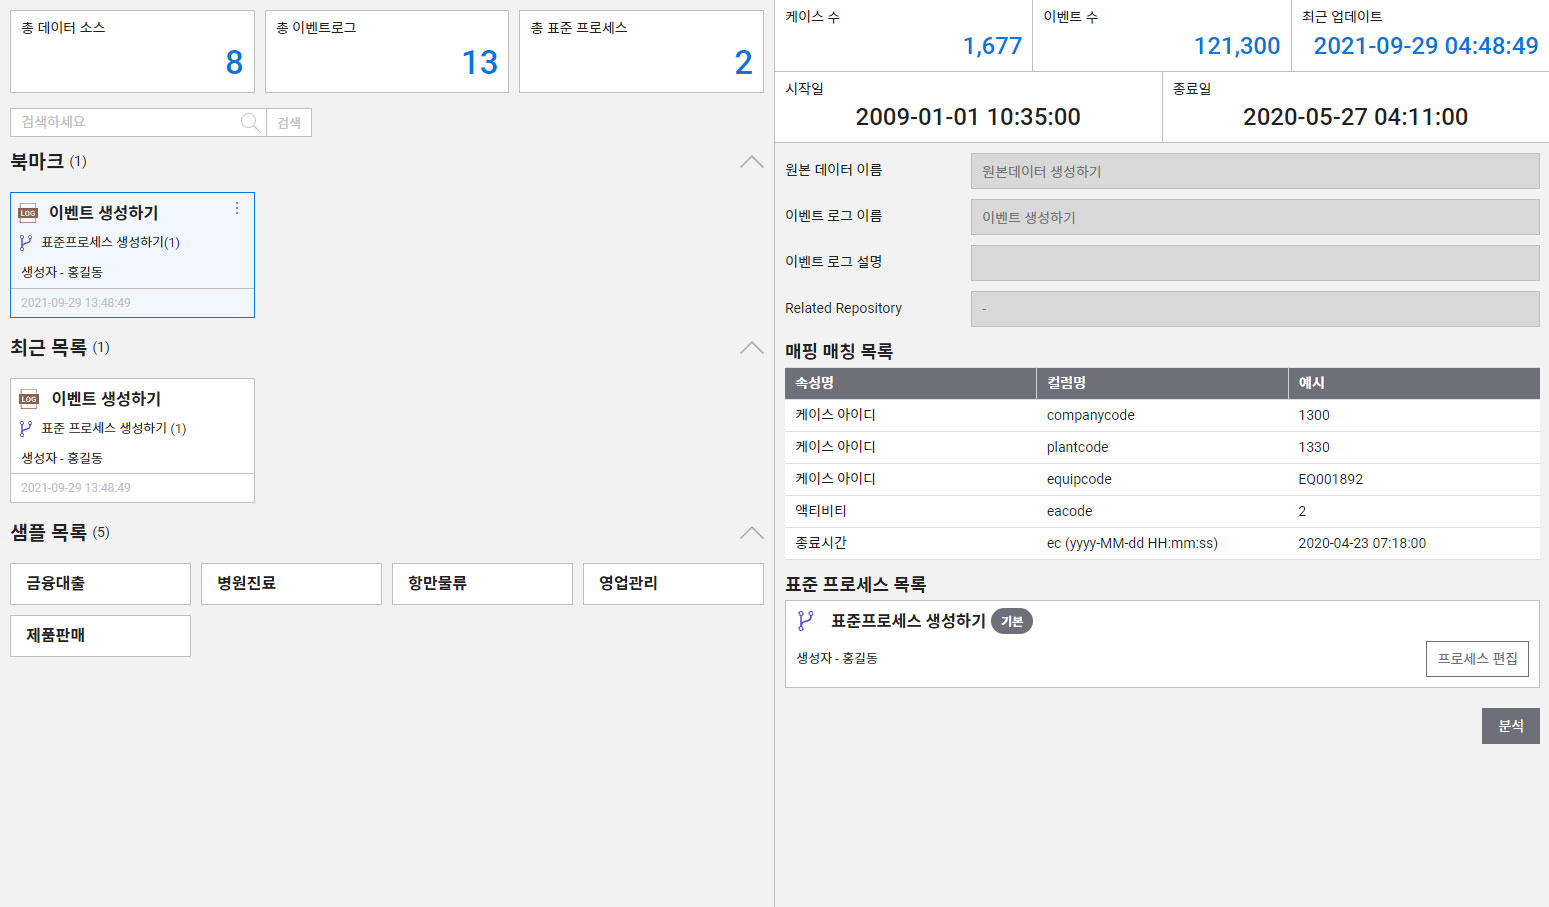 총 데이터 소스
8
총 이벤트로그
13
총 표준 프로세스
2
검색하세요
검색
북마크 (1)
LOG 이벤트 생성하기
표준프로세스 생성하기(1)
생성자 - 홍길동
2021-09-29 13:48:49
최근 목록 (1)
LOG 이벤트 생성하기
표준 프로세스 생성하기 (1)
생성자 - 홍길동
2021-09-29 13:48:49
샘플 목록 (5)
금융대출
병원진료
항만물류
영업관리
제품판매
케이스 수
1,677
이벤트 수
121,300
최근 업데이트
2021-09-29 04:48:49
시작일
2009-01-01 10:35:00
종료일
2020-05-27 04:11:00
원본 데이터 이름 원본데이터 생성하기
이벤트 로그 이름 이벤트 생성하기
이벤트 로그 설명
Related Repository -
매핑 매칭 목록
속성명 컬럼명 예시
케이스 아이디 companycode 1300
케이스 아이디 plantcode 1330
케이스 아이디 equipcode EQ001892
액티비티 eacode 2
종료시간 ec (yyyy-MM-dd HH:mm:ss) 2020-04-23 07:18:00
표준 프로세스 목록
표준프로세스 생성하기 기본
생성자 - 홍길동
프로세스 편집
분석